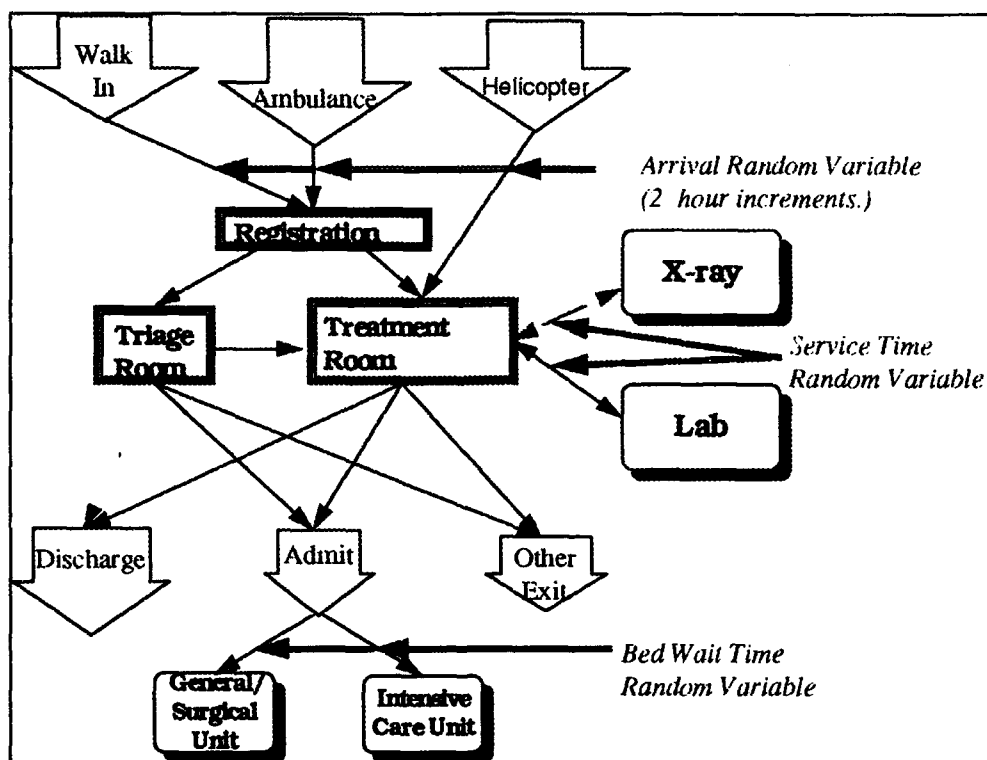 Walk
In
Ambulance
Helicopter
Arrival Random Variable
(2 hour increments.)
Registration
X-ray
Triage
Room
Treatment
Room
Service Time
Random Variable
Lab
Discharge
Admit
Other
Exit
Bed Wait Time
Random Variable
General/
Surgical
Unit
Intensive
Care Unit